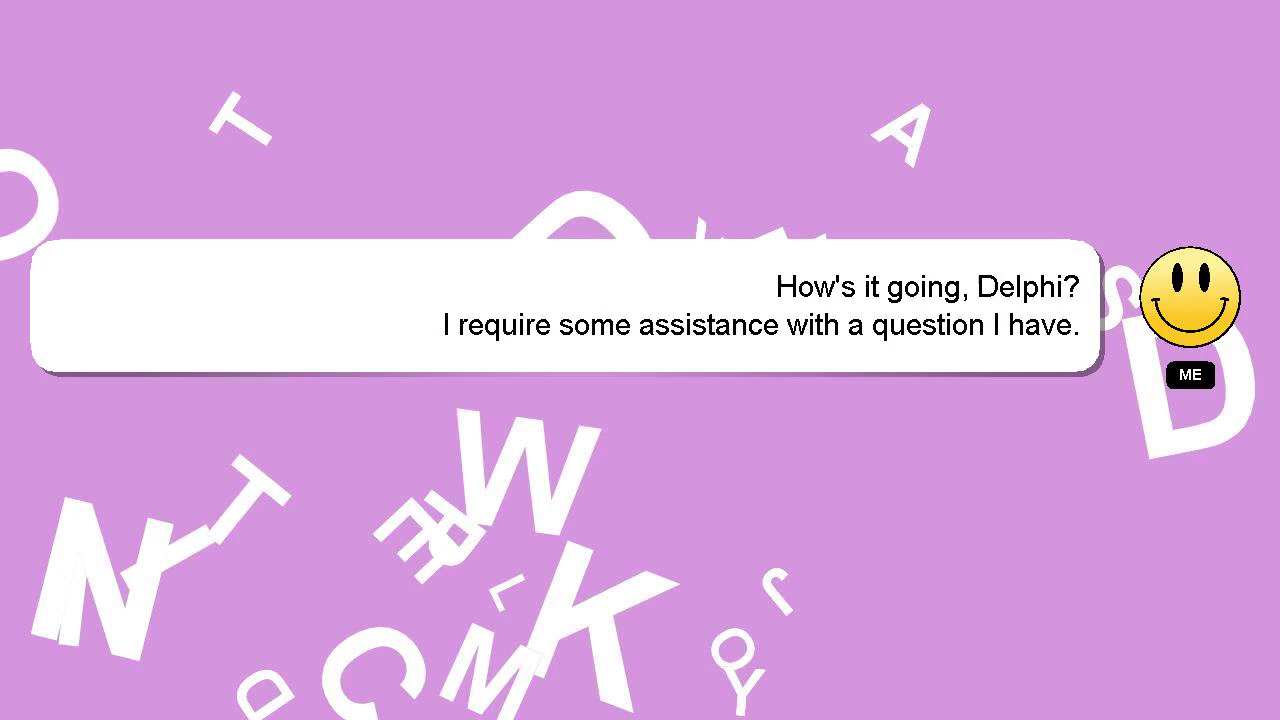 T
A
S
How's it going, Delphi?
I require some assistance with a question I have.
ME
D
W
T
N
E
R
L
K
J
C
M
O
Y
D